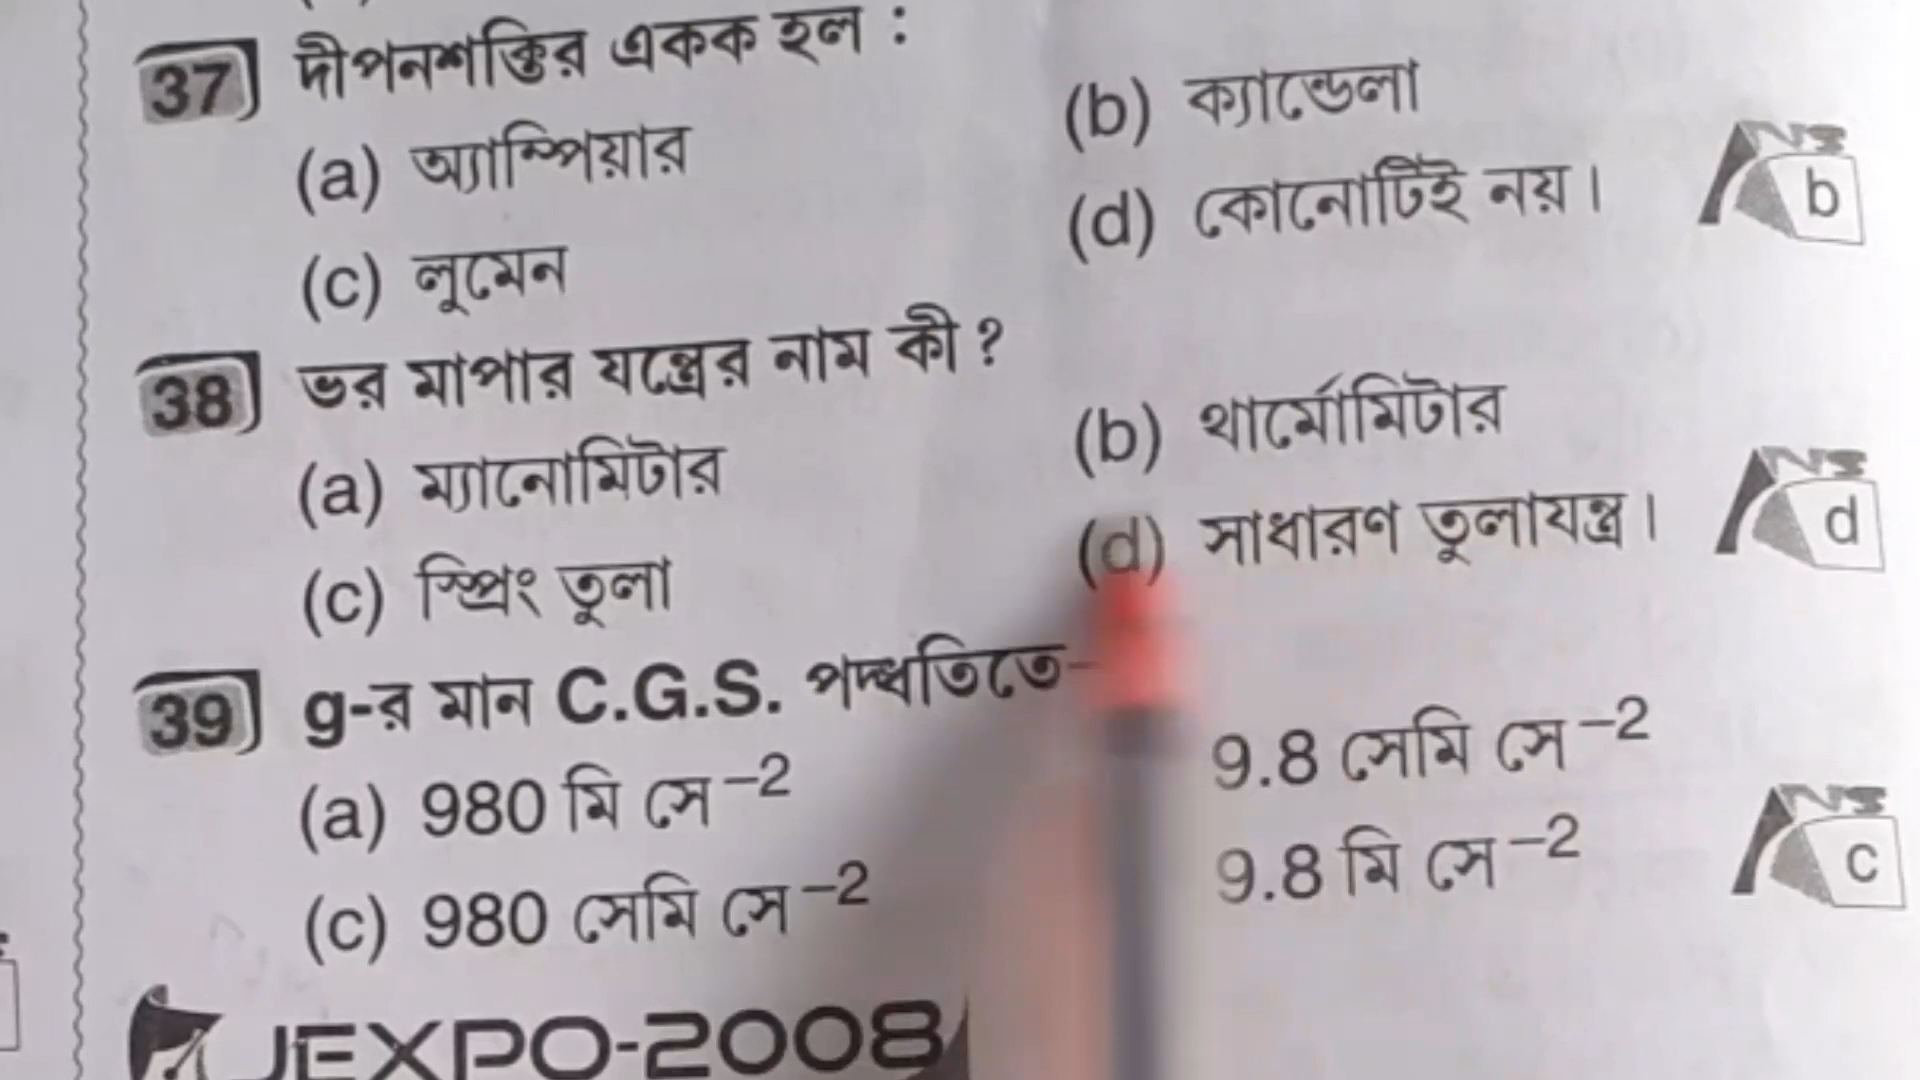 37 দীপনশক্তির একক হল :
(a) অ্যাম্পিয়ার
(b) ক্যান্ডেলা
(c) লুমেন
(d) কোনোটিই নয়।
b
38 ভর মাপার যন্ত্রের নাম কী ?
(a) ম্যানোমিটার
(b) থার্মোমিটার
(c) স্প্রিং তুলা
(d) সাধারণ তুলাযন্ত্র।
d
39 g-র মান C.G.S. পদ্ধতিতে-
(a) 980 মি সে⁻²
9.8 সেমি সে⁻²
(c) 980 সেমি সে⁻²
9.8 মি সে⁻²
c
JEXPO-2008